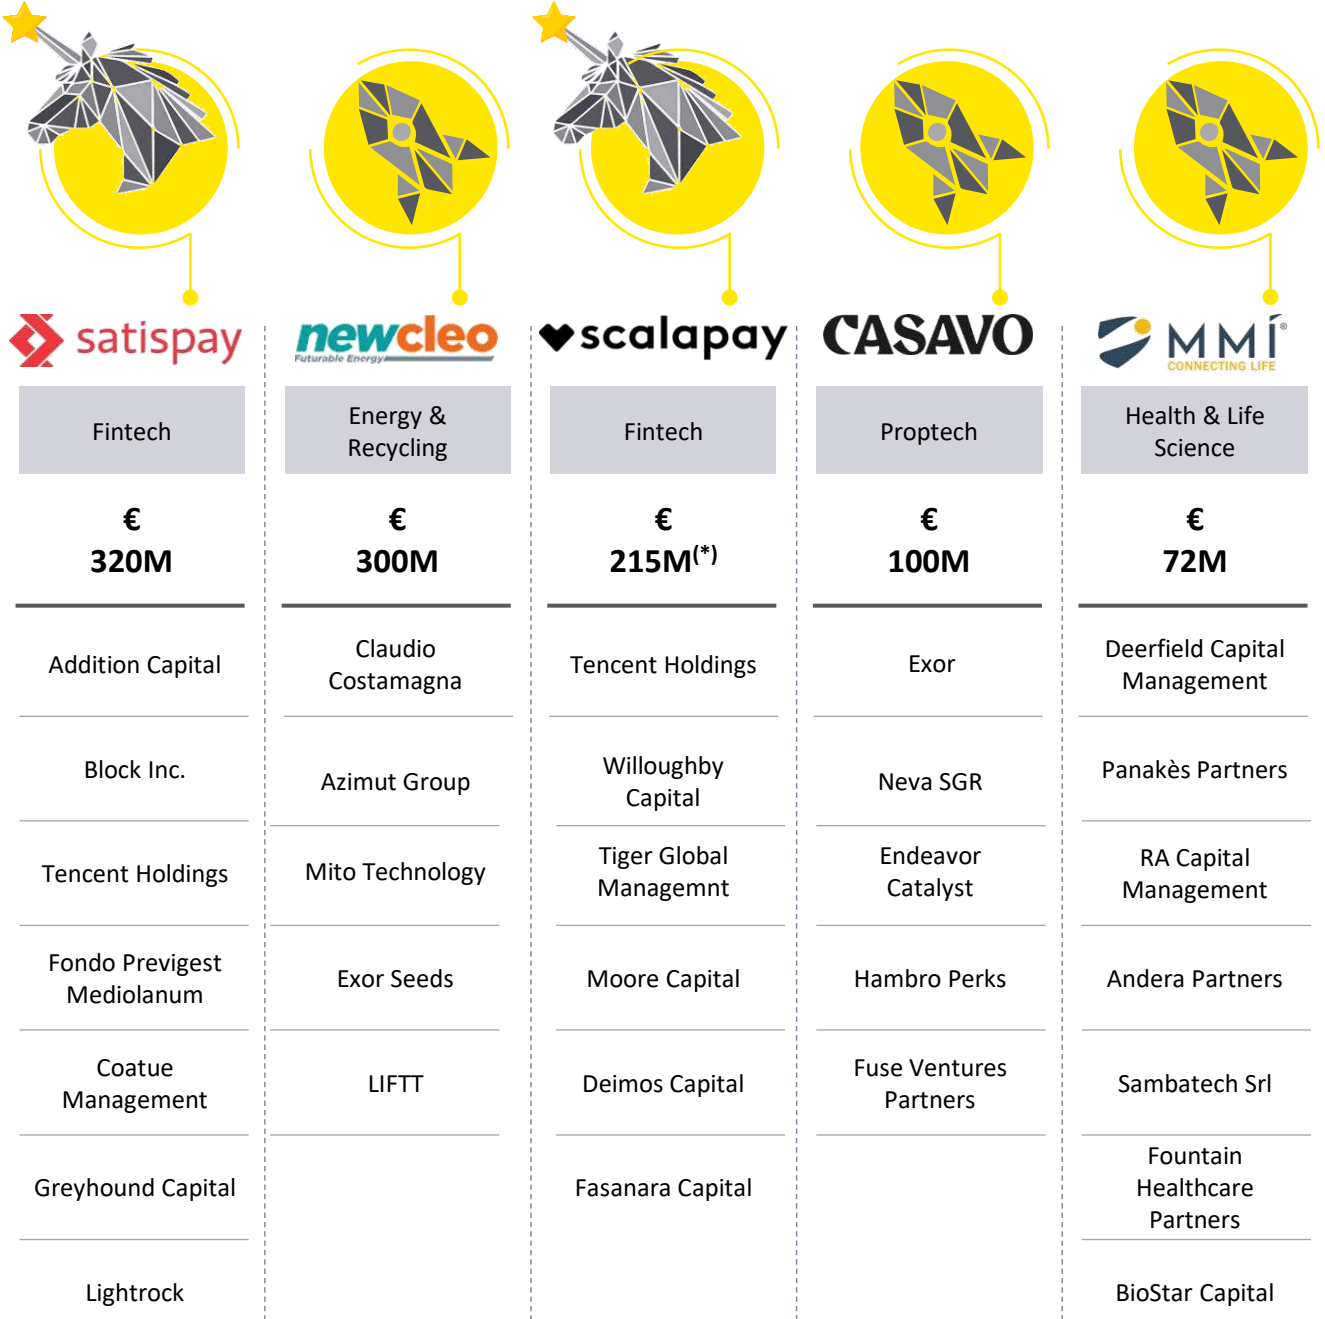 satispay
Fintech
€
320M
Addition Capital
Block Inc.
Tencent Holdings
Fondo Previgest
Mediolanum
Coatue
Management
Greyhound Capital
Lightrock
newcleo
Futurable Energy
Energy &
Recycling
€
300M
Claudio
Costamagna
Azimut Group
Mito Technology
Exor Seeds
LIFTT
scalapay
Fintech
€
215M(*)
Tencent Holdings
Willoughby
Capital
Tiger Global
Managemnt
Moore Capital
Deimos Capital
Fasanara Capital
CASAVO
Proptech
€
100M
Exor
Neva SGR
Endeavor
Catalyst
Hambro Perks
Fuse Ventures
Partners
MMÍ®
CONNECTING LIFE
Health & Life
Science
€
72M
Deerfield Capital
Management
Panakès Partners
RA Capital
Management
Andera Partners
Sambatech Srl
Fountain
Healthcare
Partners
BioStar Capital